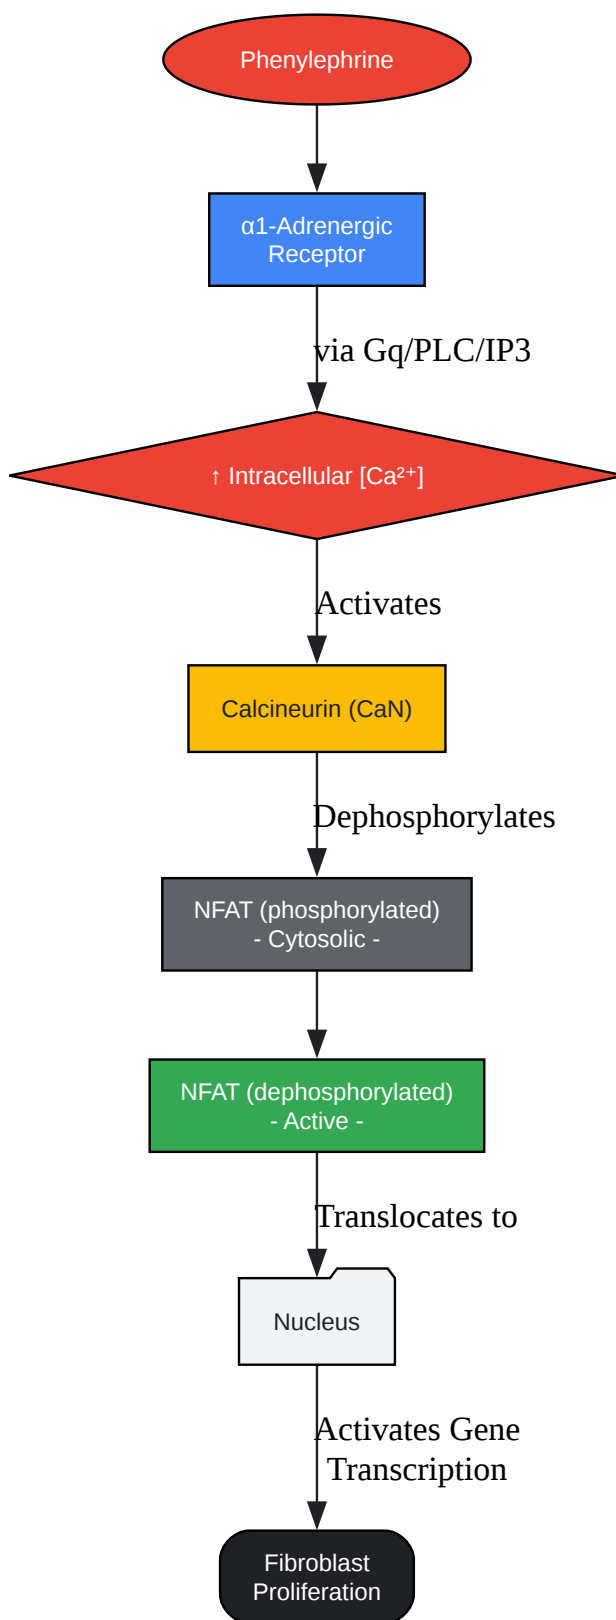 Phenylephrine
α1-Adrenergic
Receptor
via Gq/PLC/IP3
↑ Intracellular [Ca²⁺]
Activates
Calcineurin (CaN)
Dephosphorylates
NFAT (phosphorylated)
- Cytosolic -
NFAT (dephosphorylated)
- Active -
Translocates to
Nucleus
Activates Gene
Transcription
Fibroblast
Proliferation